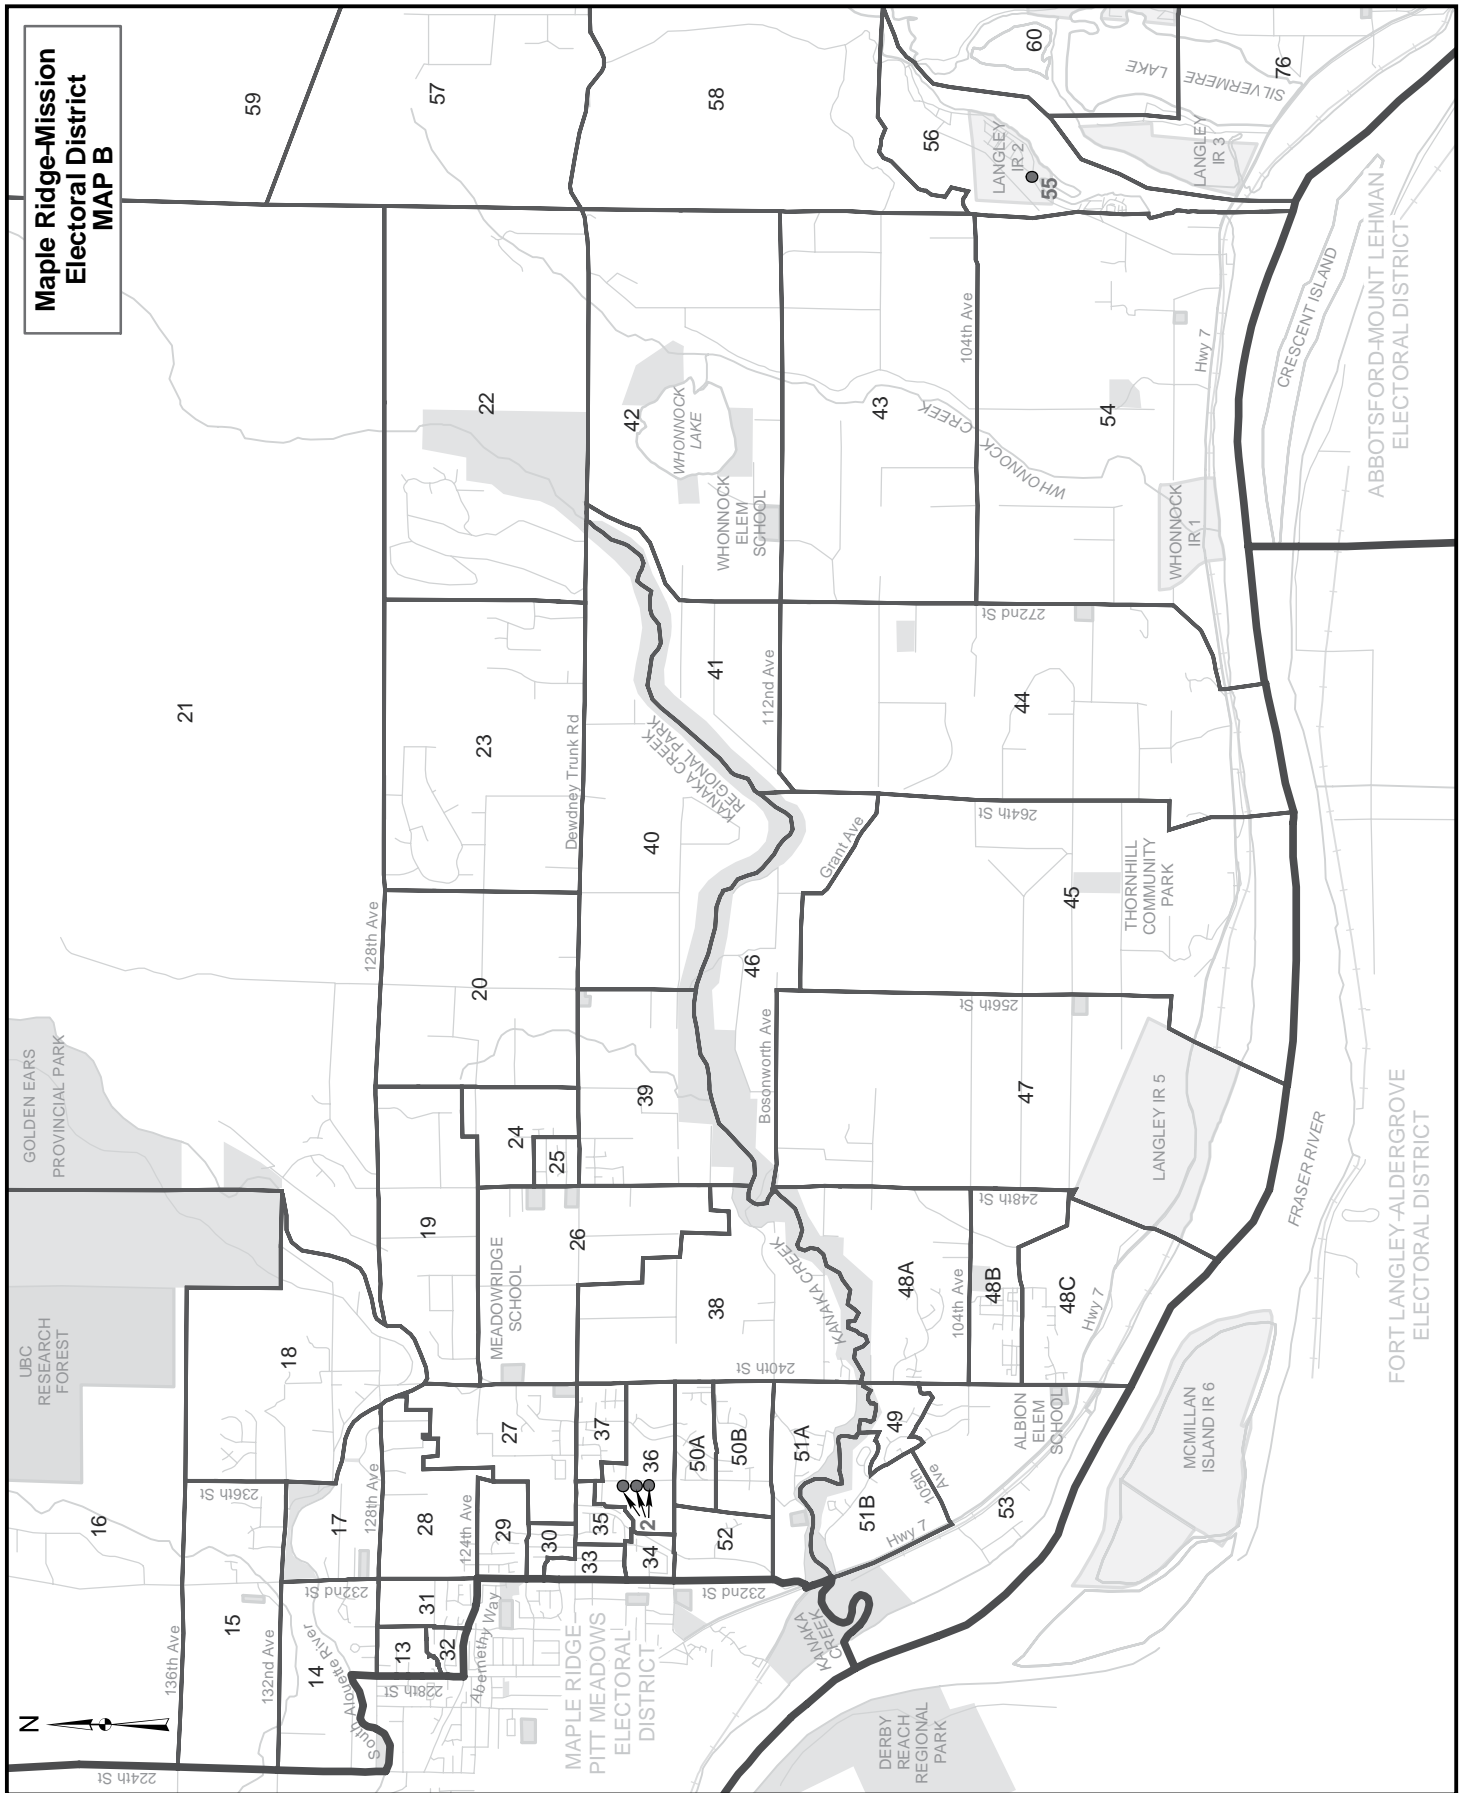 Maple Ridge-Mission
Electoral District
MAP B
N
59
57
58
56
60
76
SILVERMERE LAKE
LANGLEY
IR 2
55
LANGLEY
IR 3
21
22
42
WHONNOCK
LAKE
WHONNOCK
ELEM
SCHOOL
43
104th Ave
WHONNOCK CREEK
54
Hwy 7
WHONNOCK
IR 1
CRESCENT ISLAND
ABBOTSFORD-MOUNT LEHMAN
ELECTORAL DISTRICT
23
Dewdney Trunk Rd
KANAKA CREEK
REGIONAL PARK
41
112nd Ave
272nd St
44
40
Grant Ave
264th St
THORNHILL
COMMUNITY
PARK
45
128th Ave
20
46
Bosonworth Ave
256th St
GOLDEN EARS
PROVINCIAL PARK
39
24
25
47
LANGLEY IR 5
FRASER RIVER
FORT LANGLEY-ALDERGROVE
ELECTORAL DISTRICT
UBC
RESEARCH
FOREST
18
19
MEADOWRIDGE
SCHOOL
26
38
KANAKA CREEK
KANAKA CREEK
240th St
48A
104th Ave
48B
248th St
48C
Hwy 7
MCMILLAN
ISLAND IR 6
16
236th St
17
128th Ave
28
27
124th Ave
29
30
37
36
35
2
33
34
50A
50B
52
51A
49
51B
105th
Ave
ALBION
ELEM
SCHOOL
53
Hwy 7
136th Ave
15
132nd Ave
14
232nd St
South Alouette River
13
31
32
228th St
Abernethy Way
232nd St
224th St
MAPLE RIDGE
PITT MEADOWS
ELECTORAL
DISTRICT
KANAKA
CREEK
DERBY
REACH
REGIONAL
PARK